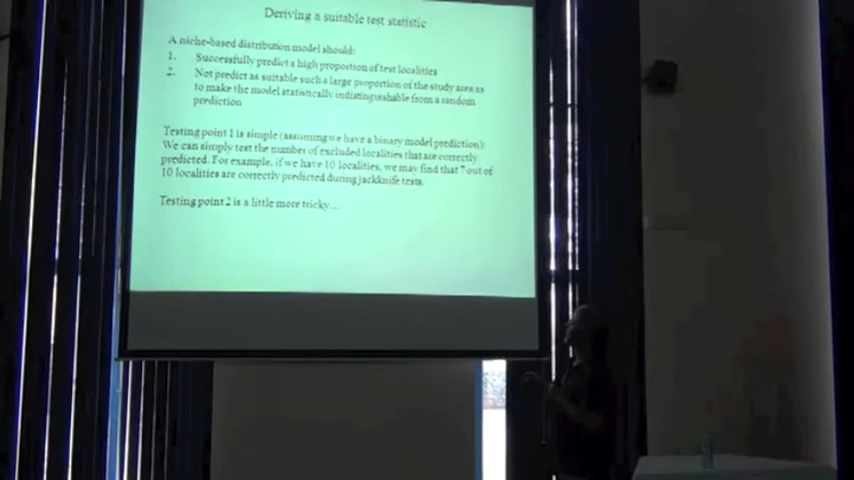 Deriving a suitable test statistic
A niche-based distribution model should:
1. Successfully predict a high proportion of test localities
2. Not predict as suitable such a large proportion of the study area as
to make the model statistically indistinguishable from a random
prediction
Testing point 1 is simple (assuming we have a binary model prediction):
We can simply test the number of excluded localities that are correctly
predicted. For example, if we have 10 localities, we may find that 7 out of
10 localities are correctly predicted during jackknife tests.
Testing point 2 is a little more tricky…